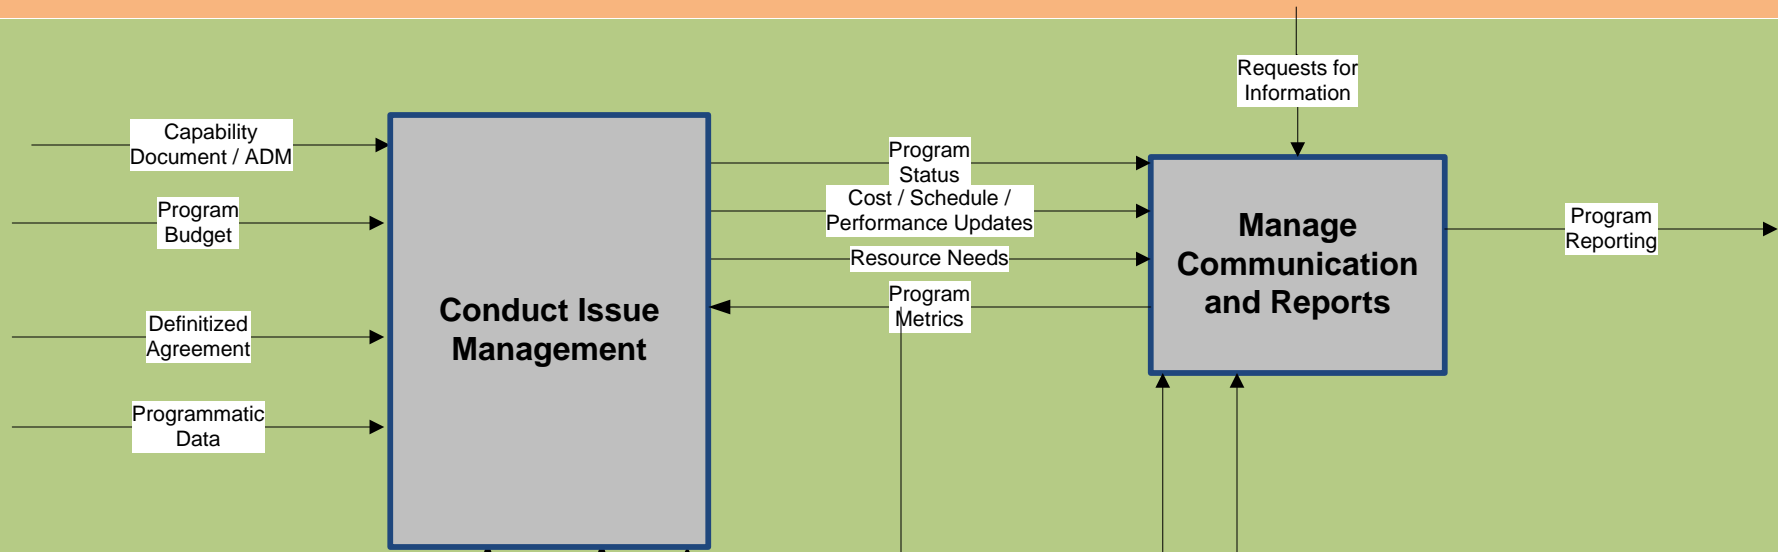 Requests for
Information
Capability
Document / ADM
Program
Budget
Definitized
Agreement
Programmatic
Data
Conduct Issue
Management
Program
Status
Cost / Schedule /
Performance Updates
Resource Needs
Program
Metrics
Manage
Communication
and Reports
Program
Reporting